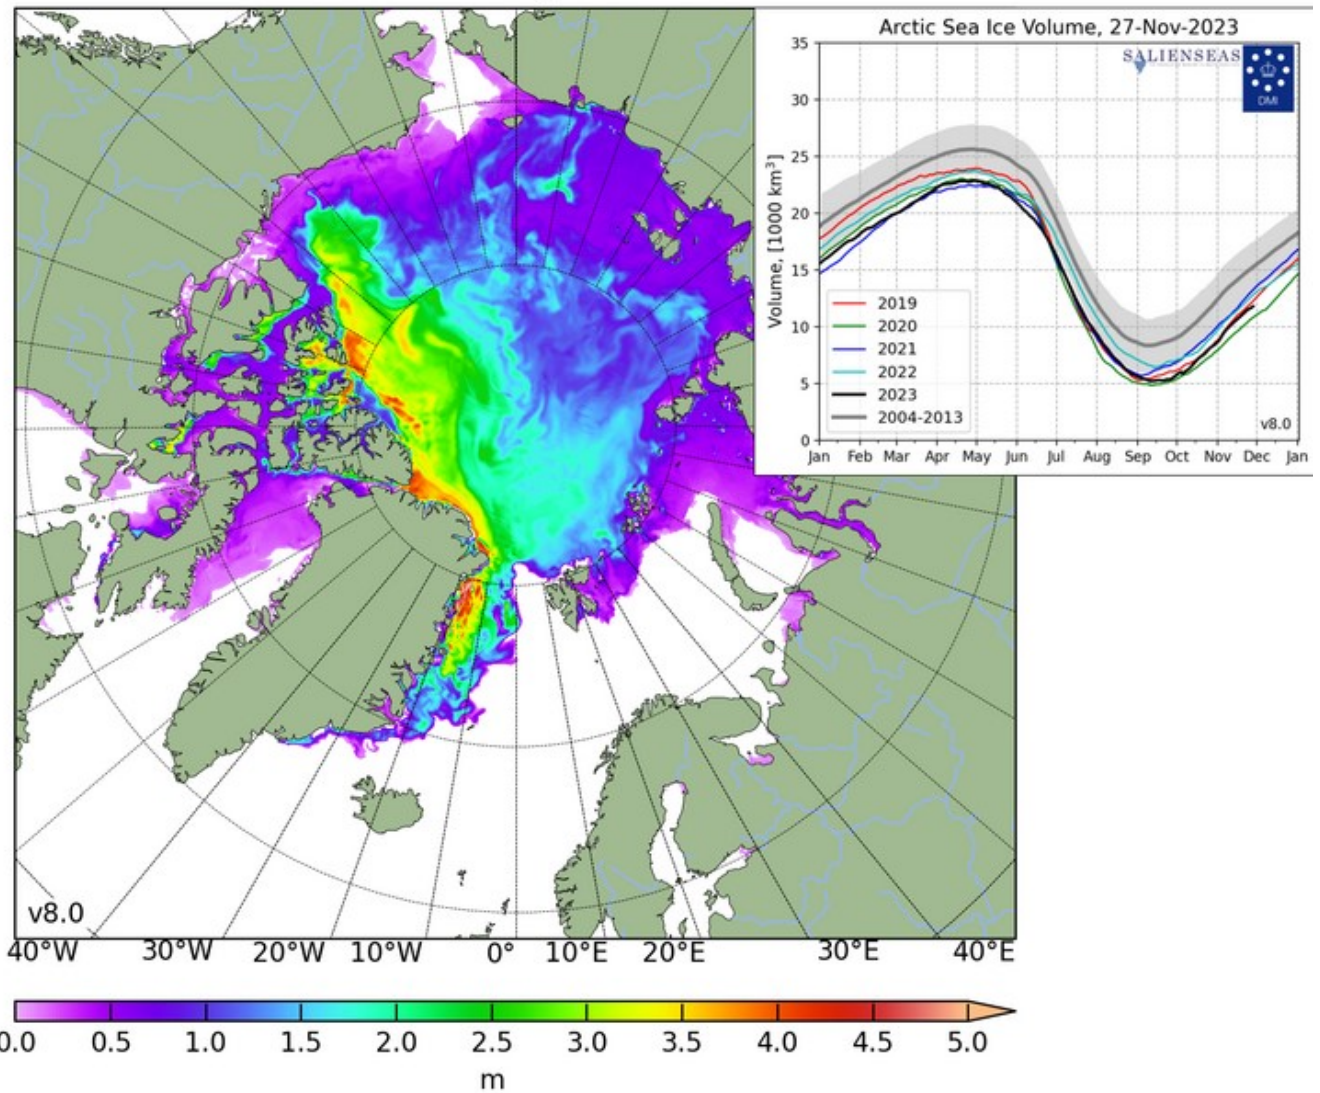 Arctic Sea Ice Volume, 27-Nov-2023
SALIENSEAS
DMI
Volume, [1000 km³]
35
30
25
20
15
10
5
0
2019
2020
2021
2022
2023
2004-2013
v8.0
Jan Feb Mar Apr May Jun Jul Aug Sep Oct Nov Dec Jan
v8.0
40°W 30°W 20°W 10°W 0° 10°E 20°E 30°E 40°E
0.0 0.5 1.0 1.5 2.0 2.5 3.0 3.5 4.0 4.5 5.0
m